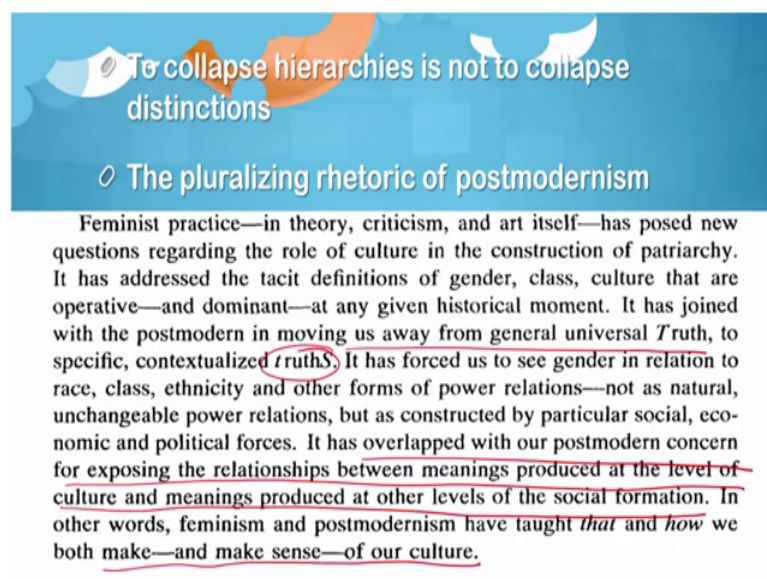 To collapse hierarchies is not to collapse
distinctions
The pluralizing rhetoric of postmodernism
Feminist practice—in theory, criticism, and art itself—has posed new
questions regarding the role of culture in the construction of patriarchy.
It has addressed the tacit definitions of gender, class, culture that are
operative—and dominant—at any given historical moment. It has joined
with the postmodern in moving us away from general universal Truth, to
specific, contextualized truthS. It has forced us to see gender in relation to
race, class, ethnicity and other forms of power relations—not as natural,
unchangeable power relations, but as constructed by particular social, eco-
nomic and political forces. It has overlapped with our postmodern concern
for exposing the relationships between meanings produced at the level of
culture and meanings produced at other levels of the social formation. In
other words, feminism and postmodernism have taught that and how we
both make—and make sense—of our culture.